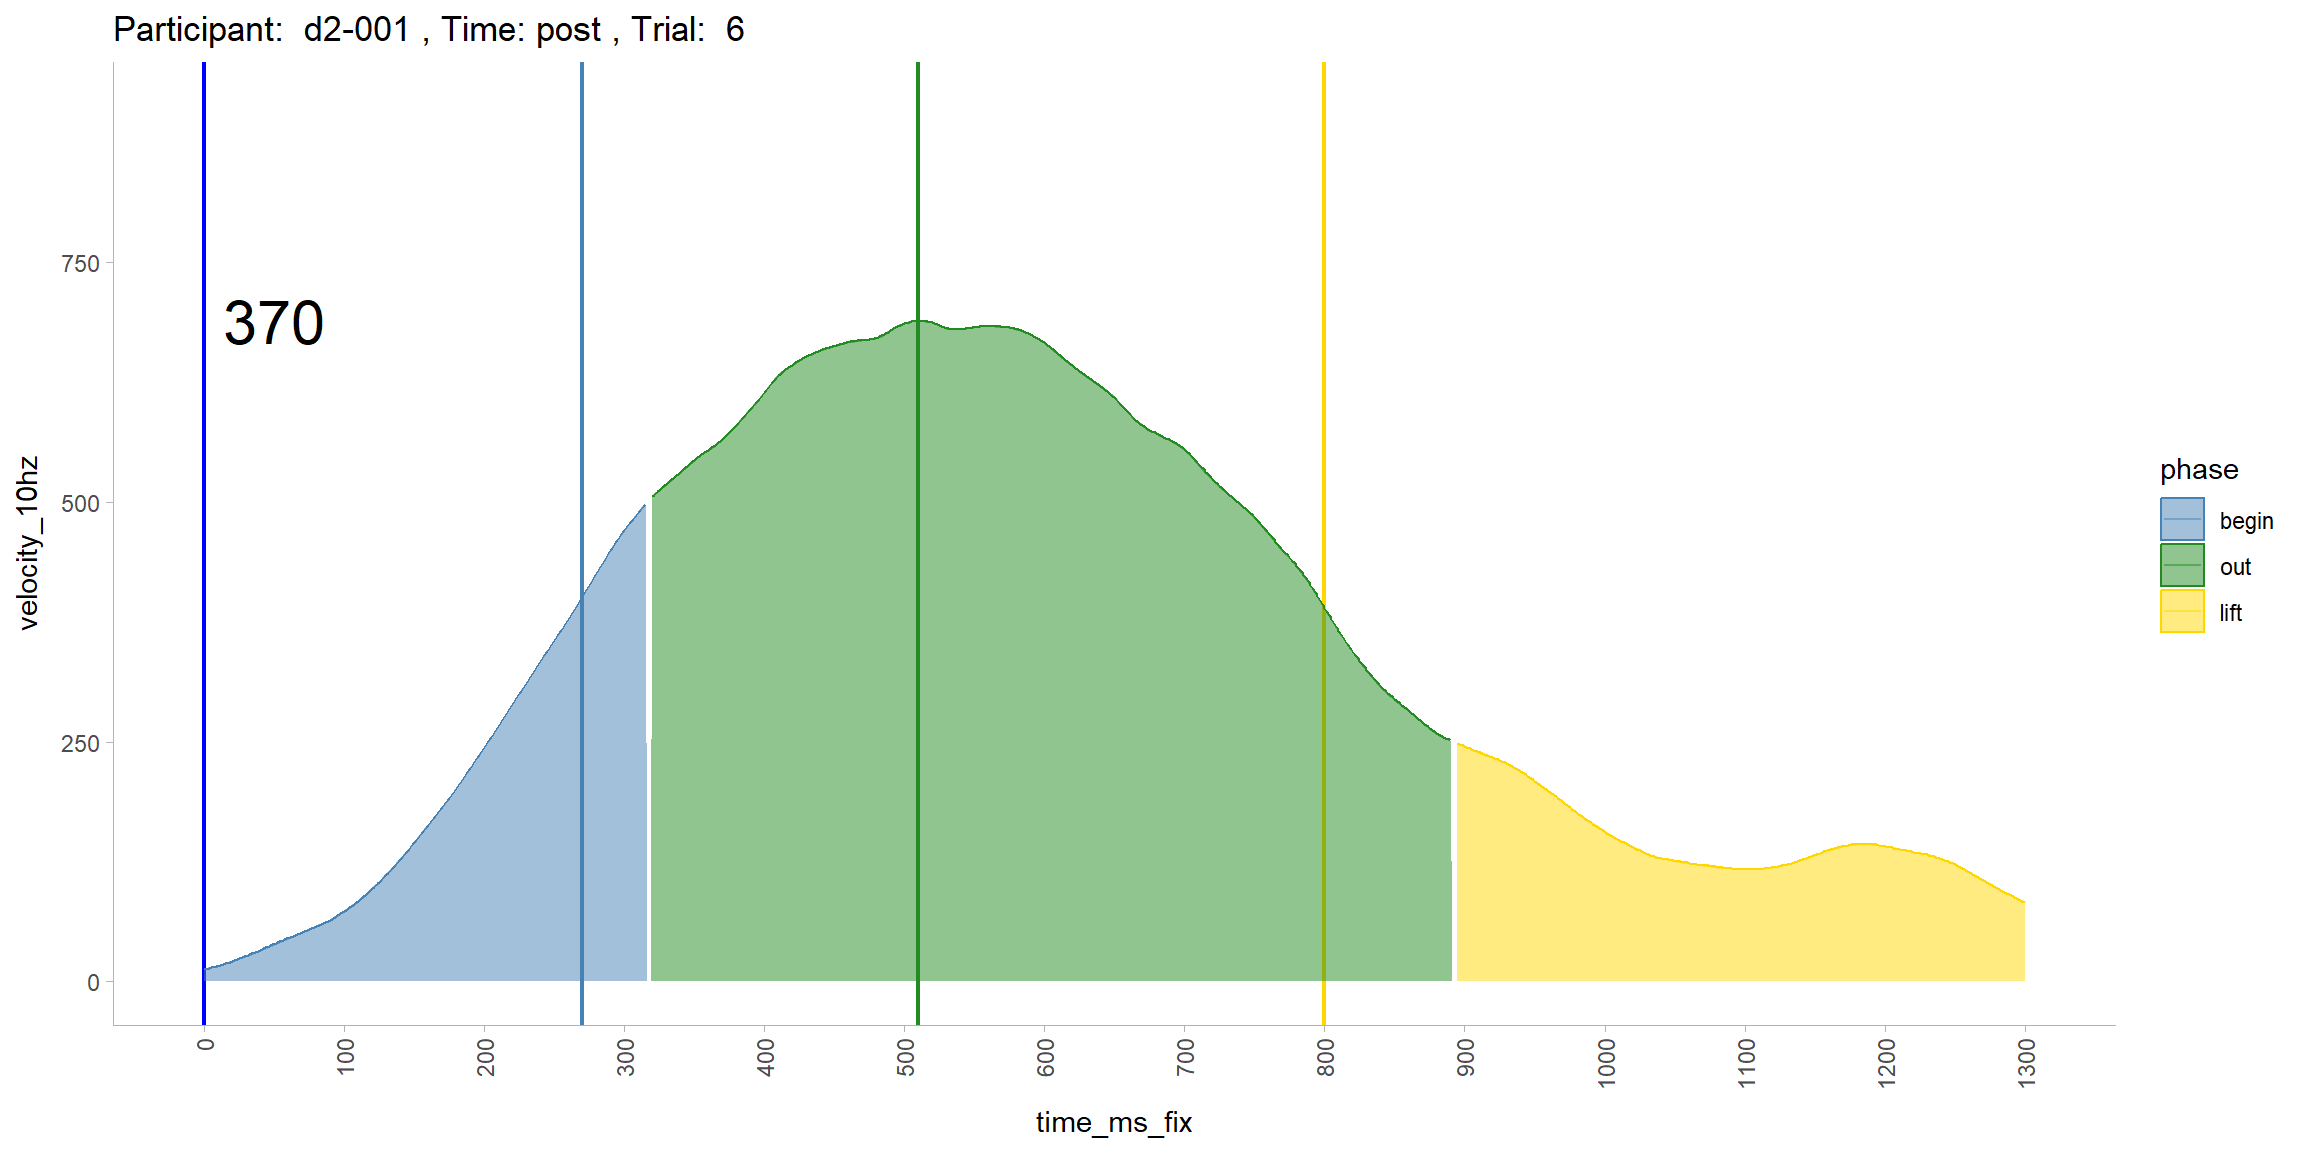 Participant:  d2-001 , Time: post , Trial:  6
velocity_10hz
750
500
250
0
370
0 100 200 300 400 500 600 700 800 900 1000 1100 1200 1300
time_ms_fix
phase
begin
out
lift